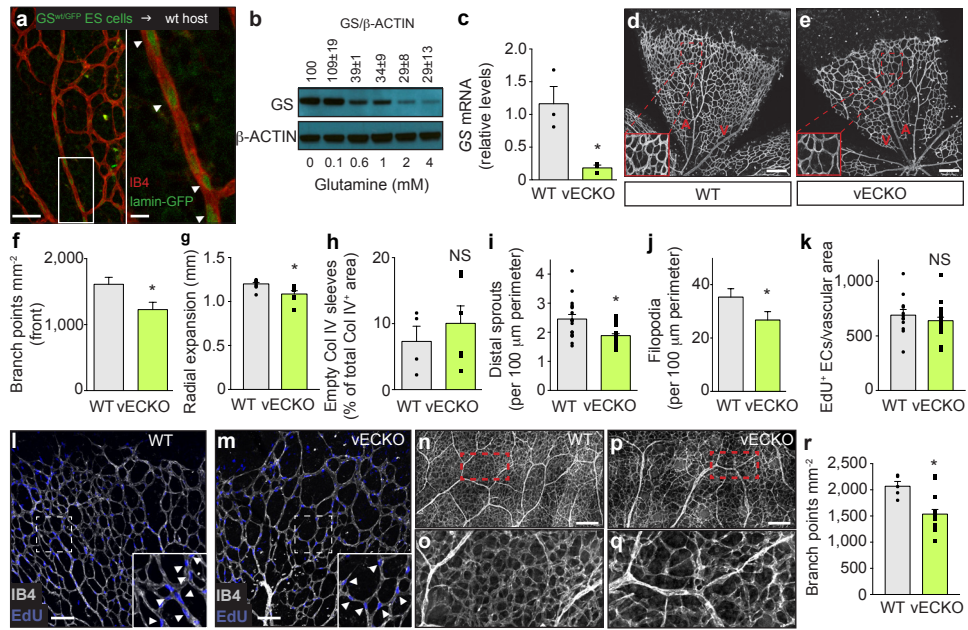 a
GSwt/GFP ES cells → wt host
IB4
lamin-GFP
b
GS/β-ACTIN
100
109±19
39±1
34±9
29±8
29±13
GS
β-ACTIN
0 0.1 0.6 1 2 4
Glutamine (mM)
c
GS mRNA
(relative levels)
2.0
1.5
1.0
0.5
0.0
*
WT vECKO
d
A
V
WT
e
V
A
vECKO
f
Branch points mm-2
(front)
2,000
1,000
0
*
WT vECKO
g
Radial expansion (mm)
1.5
1.0
0.5
0.0
*
WT vECKO
h
Empty Col IV sleeves
(% of total Col IV+ area)
20
10
0
NS
WT vECKO
i
Distal sprouts
(per 100 μm perimeter)
5
4
3
2
1
0
*
WT vECKO
j
Filopodia
(per 100 μm perimeter)
40
20
0
*
WT vECKO
k
EdU+ ECs/vascular area
1,000
500
0
NS
WT vECKO
l
WT
IB4
EdU
m
vECKO
IB4
EdU
n
WT
o
p
vECKO
q
r
Branch points mm-2
2,500
2,000
1,500
1,000
500
0
*
WT vECKO